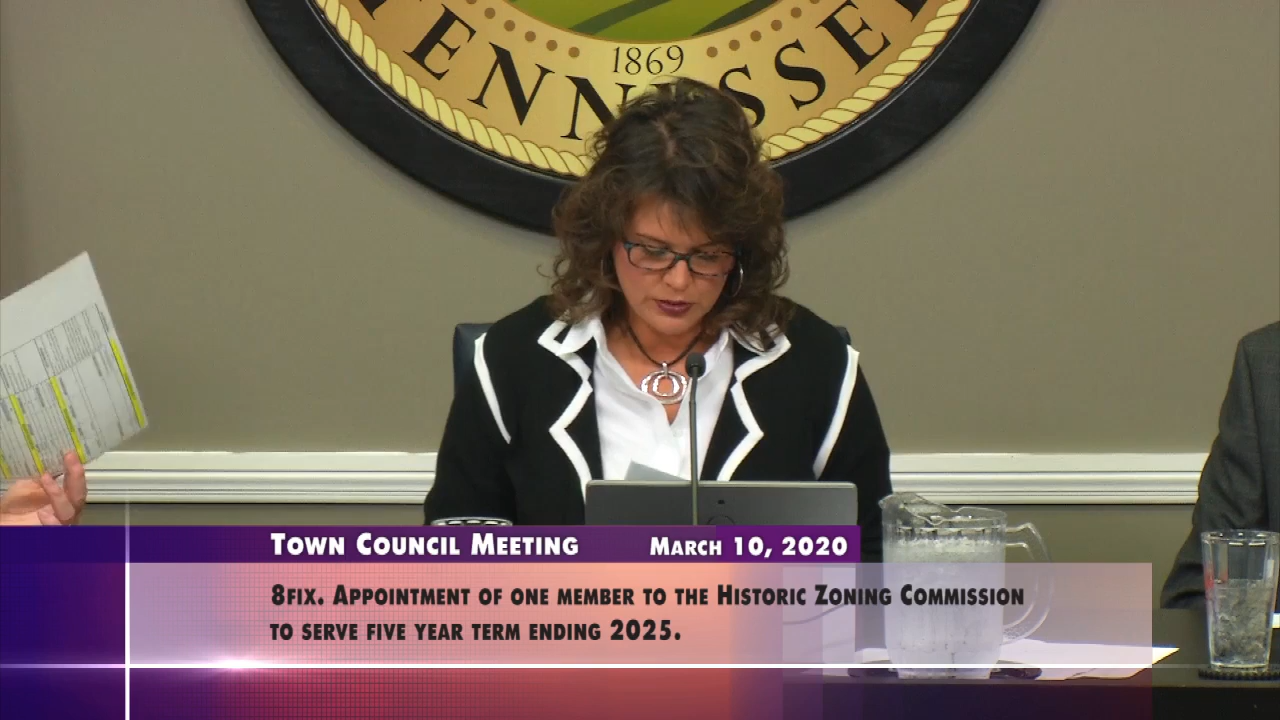 1869
TENNESSEE
TOWN COUNCIL MEETING MARCH 10, 2020
8FIX. APPOINTMENT OF ONE MEMBER TO THE HISTORIC ZONING COMMISSION
TO SERVE FIVE YEAR TERM ENDING 2025.